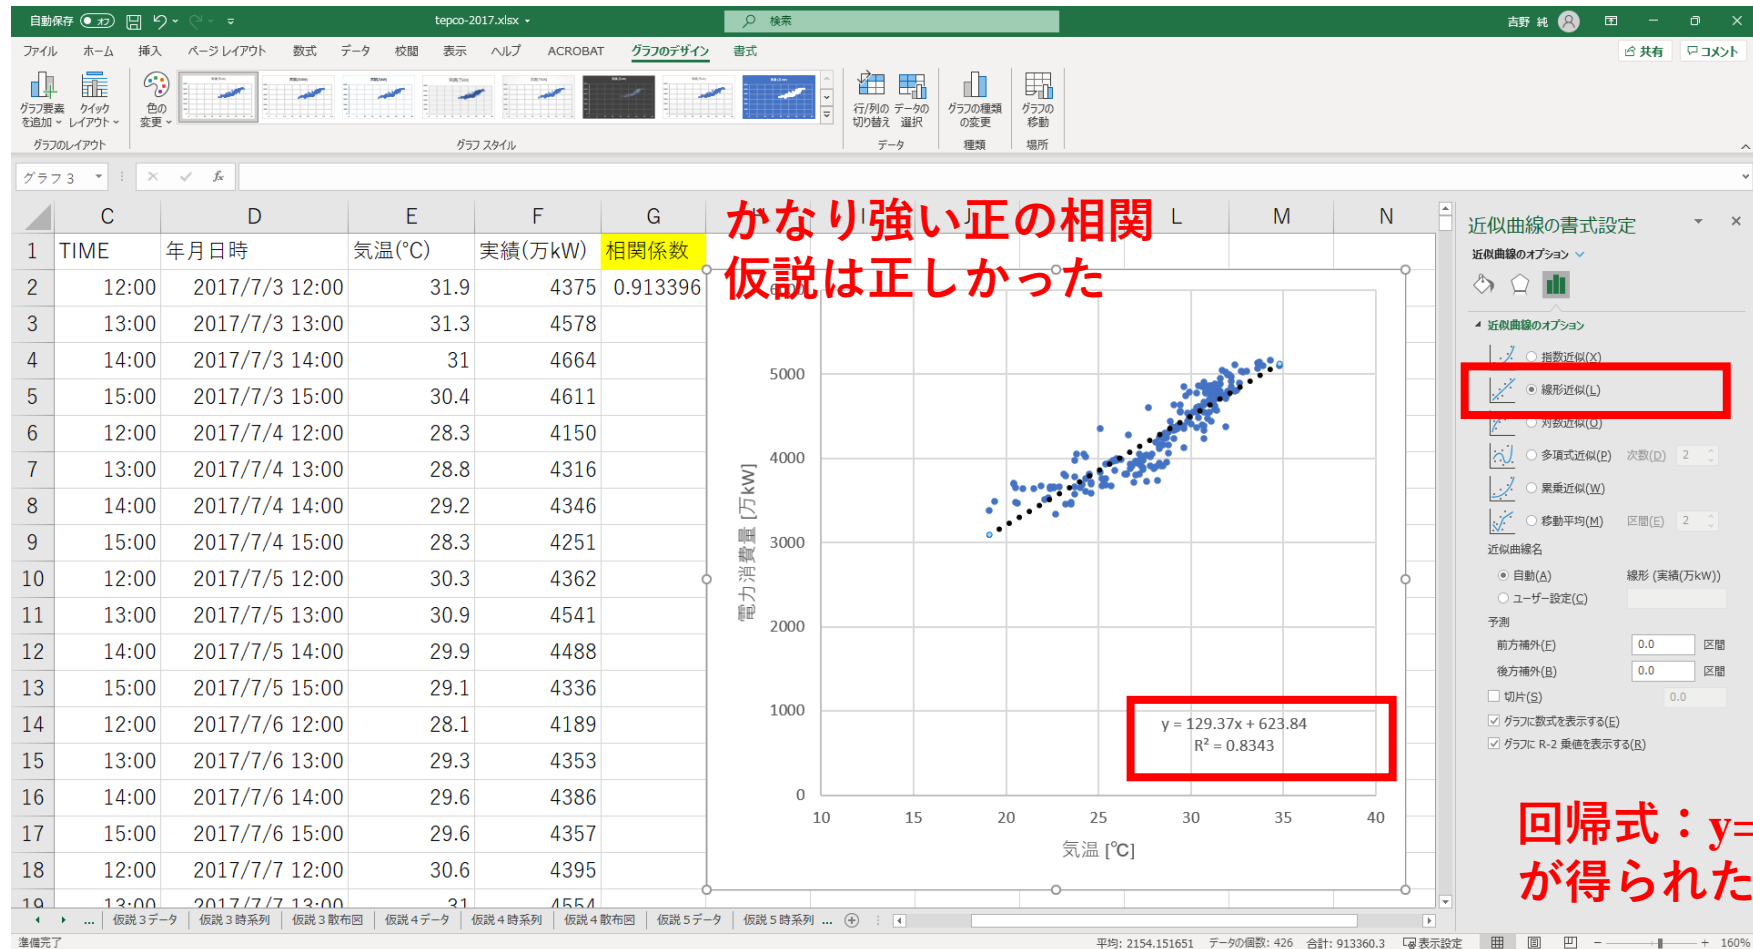 自動保存 オフ tepco-2017.xlsx 検索 吉野 純
ファイル ホーム 挿入 ページ レイアウト 数式 データ 校閲 表示 ヘルプ ACROBAT グラフのデザイン 書式 共有 コメント
グラフ要素を追加 クイックレイアウト 色の変更 行/列の切り替え データの選択 グラフの種類の変更 グラフの移動
グラフのレイアウト グラフ スタイル データ 種類 場所
グラフ 3 fx
かなり強い正の相関
仮説は正しかった
C D E F G I J L M N
1 TIME 年月日時 気温(℃) 実績(万kW) 相関係数
2 12:00 2017/7/3 12:00 31.9 4375 0.913396
3 13:00 2017/7/3 13:00 31.3 4578
4 14:00 2017/7/3 14:00 31 4664
5 15:00 2017/7/3 15:00 30.4 4611
6 12:00 2017/7/4 12:00 28.3 4150
7 13:00 2017/7/4 13:00 28.8 4316
8 14:00 2017/7/4 14:00 29.2 4346
9 15:00 2017/7/4 15:00 28.3 4251
10 12:00 2017/7/5 12:00 30.3 4362
11 13:00 2017/7/5 13:00 30.9 4541
12 14:00 2017/7/5 14:00 29.9 4488
13 15:00 2017/7/5 15:00 29.1 4336
14 12:00 2017/7/6 12:00 28.1 4189
15 13:00 2017/7/6 13:00 29.3 4353
16 14:00 2017/7/6 14:00 29.6 4386
17 15:00 2017/7/6 15:00 29.6 4357
18 12:00 2017/7/7 12:00 30.6 4395
19 13:00 2017/7/7 13:00 31 4554
電力消費量 [万kW]
5000
4000
3000
2000
1000
0
10 15 20 25 30 35 40
気温 [℃]
y = 129.37x + 623.84
R² = 0.8343
近似曲線の書式設定
近似曲線のオプション
近似曲線のオプション
指数近似(X)
線形近似(L)
対数近似(O)
多項式近似(P) 次数(D) 2
累乗近似(W)
移動平均(M) 区間(E) 2
近似曲線名
自動(A) 線形 (実績(万kW))
ユーザー設定(C)
予測
前方補外(F) 0.0 区間
後方補外(B) 0.0 区間
切片(S) 0.0
グラフに数式を表示する(E)
グラフに R-2 乗値を表示する(R)
回帰式：y=
が得られた
... 仮説３データ 仮説３時系列 仮説３散布図 仮説４データ 仮説４時系列 仮説４散布図 仮説５データ 仮説５時系列 ...
準備完了 平均: 2154.151651 データの個数: 426 合計: 913360.3 表示設定 160%